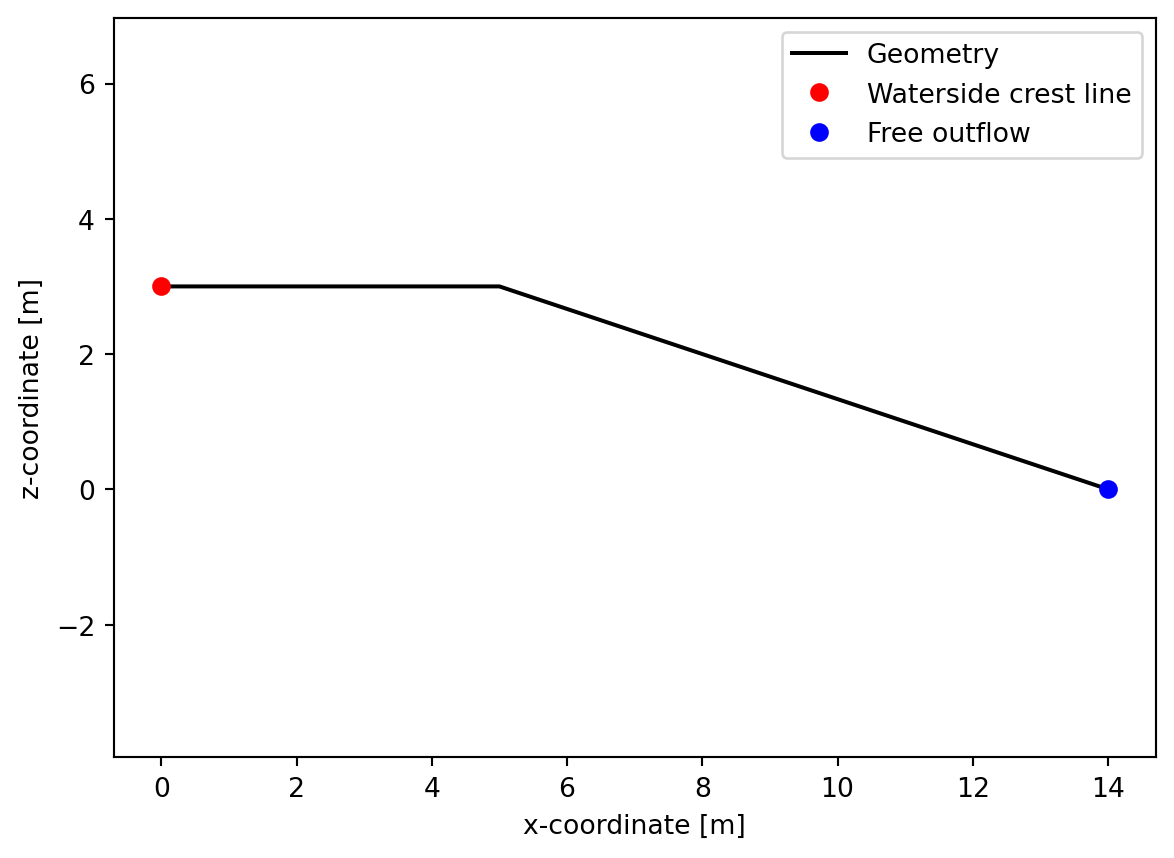 Geometry
Waterside crest line
Free outflow
6
4
2
0
−2
z-coordinate [m]
0 2 4 6 8 10 12 14
x-coordinate [m]